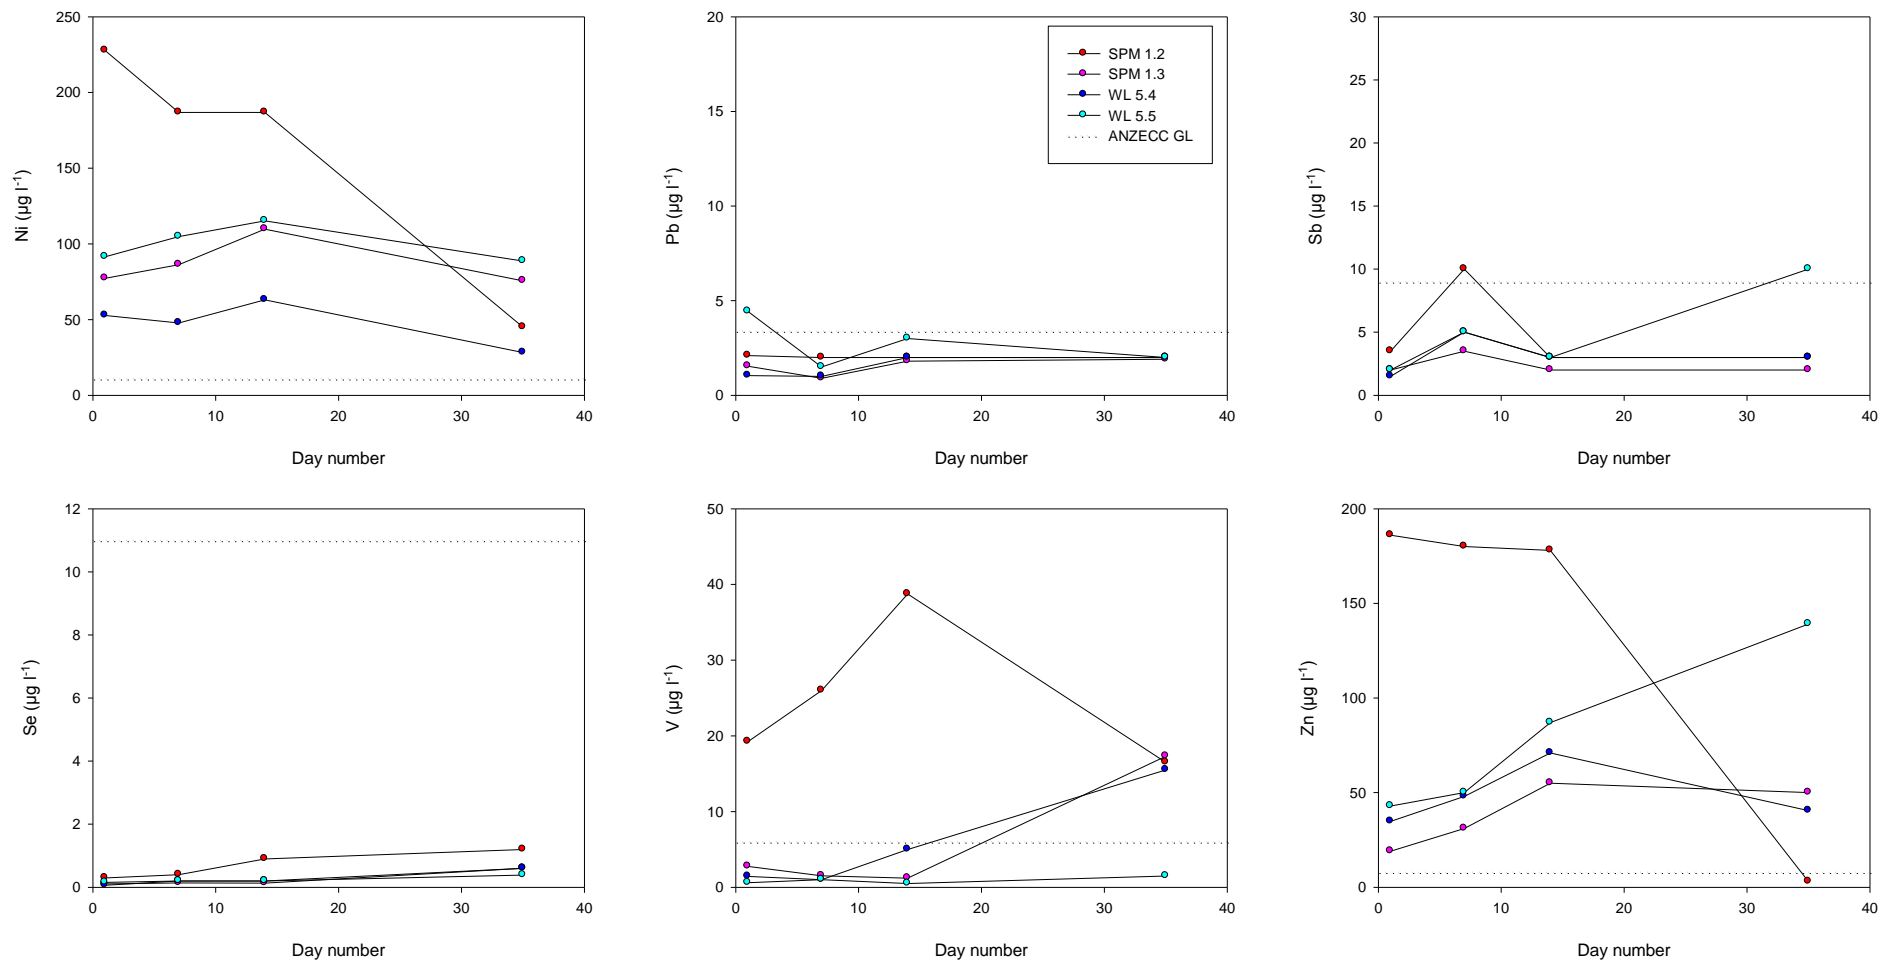 250
200
150
100
50
0
0 10 20 30 40
Ni (µg l-1)
Day number
20
15
10
5
0
0 10 20 30 40
Pb (µg l-1)
Day number
SPM 1.2
SPM 1.3
WL 5.4
WL 5.5
ANZECC GL
30
25
20
15
10
5
0
0 10 20 30 40
Sb (µg l-1)
Day number
12
10
8
6
4
2
0
0 10 20 30 40
Se (µg l-1)
Day number
50
40
30
20
10
0
0 10 20 30 40
V (µg l-1)
Day number
200
150
100
50
0
0 10 20 30 40
Zn (µg l-1)
Day number